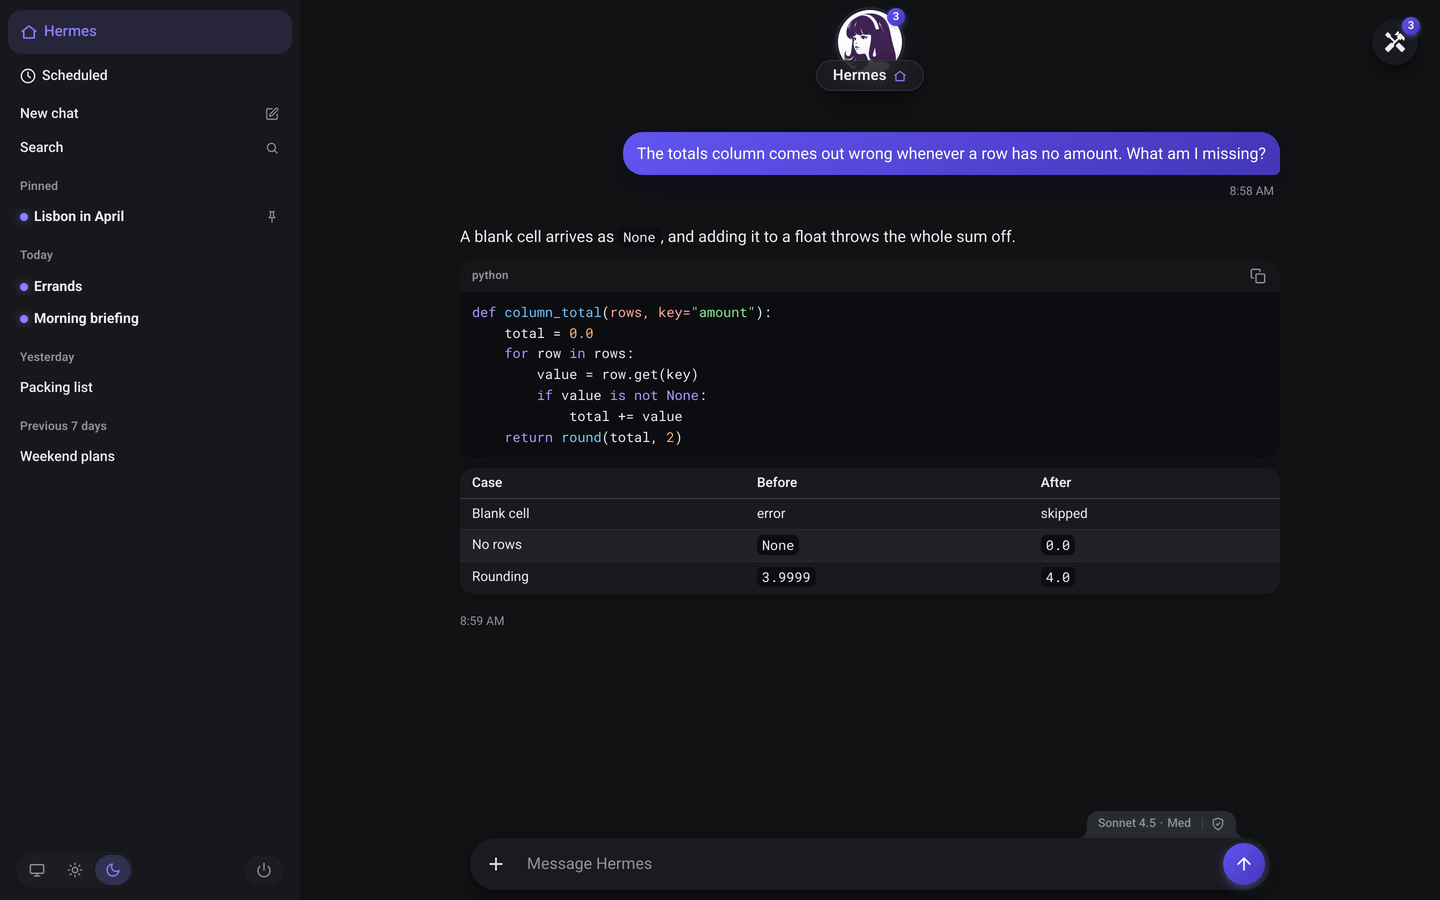 Hermes
Scheduled
New chat
Search
Pinned
Lisbon in April
Today
Errands
Morning briefing
Yesterday
Packing list
Previous 7 days
Weekend plans
3
Hermes
3
The totals column comes out wrong whenever a row has no amount. What am I missing?
8:58 AM
A blank cell arrives as None, and adding it to a float throws the whole sum off.
python
def column_total(rows, key="amount"):
    total = 0.0
    for row in rows:
        value = row.get(key)
        if value is not None:
            total += value
    return round(total, 2)
Case Before After
Blank cell error skipped
No rows None 0.0
Rounding 3.9999 4.0
8:59 AM
Sonnet 4.5 · Med
Message Hermes